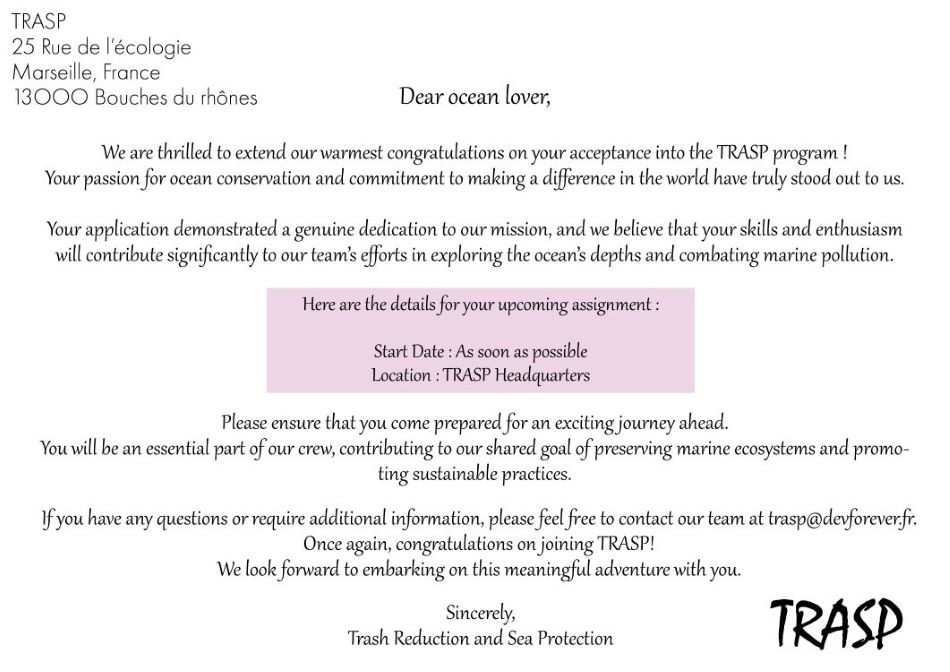 TRASP
25 Rue de l'écologie
Marseille, France
13000 Bouches du rhônes
Dear ocean lover,
We are thrilled to extend our warmest congratulations on your acceptance into the TRASP program !
Your passion for ocean conservation and commitment to making a difference in the world have truly stood out to us.
Your application demonstrated a genuine dedication to our mission, and we believe that your skills and enthusiasm
will contribute significantly to our team's efforts in exploring the ocean's depths and combating marine pollution.
Here are the details for your upcoming assignment :
Start Date : As soon as possible
Location : TRASP Headquarters
Please ensure that you come prepared for an exciting journey ahead.
You will be an essential part of our crew, contributing to our shared goal of preserving marine ecosystems and promo-
ting sustainable practices.
If you have any questions or require additional information, please feel free to contact our team at trasp@devforever.fr.
Once again, congratulations on joining TRASP!
We look forward to embarking on this meaningful adventure with you.
Sincerely,
Trash Reduction and Sea Protection
TRASP